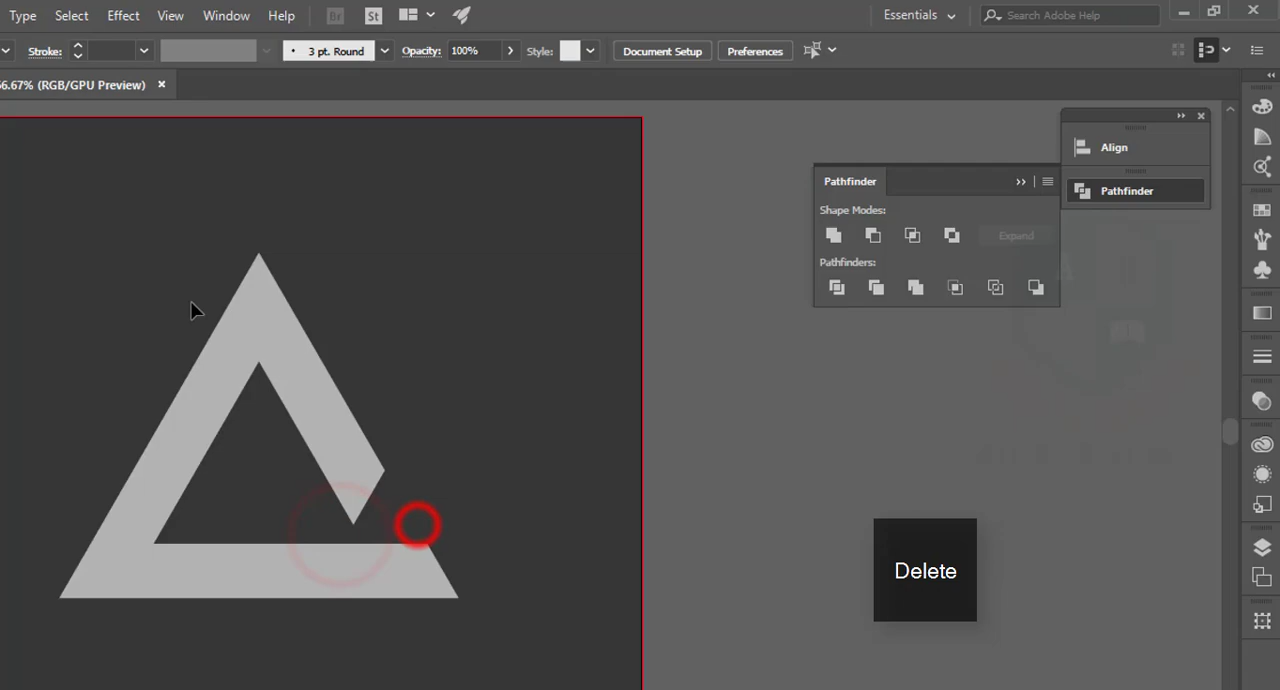 Type Select Effect View Window Help Br St Essentials Search Adobe Help
Stroke: 3 pt. Round Opacity: 100% Style: Document Setup Preferences
66.67% (RGB/GPU Preview)
Align
Pathfinder
Pathfinder
Shape Modes:
Expand
Pathfinders:
Delete